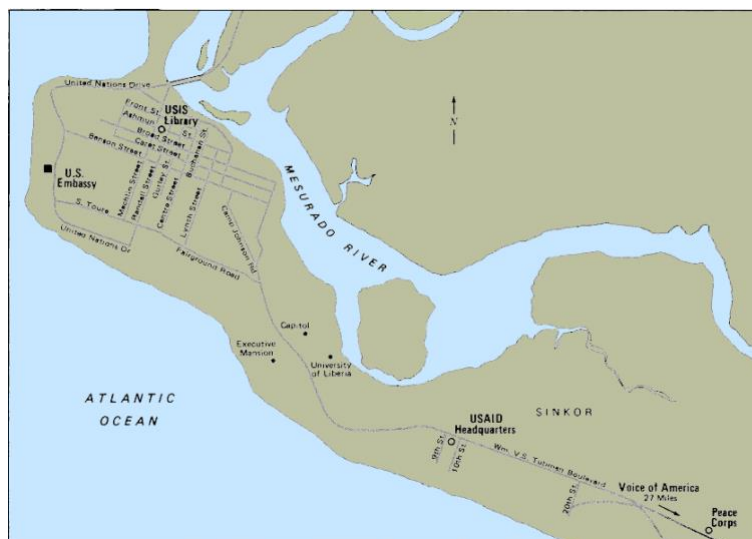 United Nations Drive
Front St.
USIS
Library
Ashmun St.
Broad Street
Carey Street
Benson Street
Buchanan St.
Gurley St.
U.S.
Embassy
Mechlin Street
Randall Street
Centre Street
Lynch Street
S. Toure
Camp Johnson Rd.
United Nations Dr
Fairground Road
N
MESURADO RIVER
Capitol
Executive
Mansion
University
of Liberia
ATLANTIC
OCEAN
USAID
Headquarters
SINKOR
9th St.
10th St.
Wm. V.S. Tubman Boulevard
20th St.
Voice of America
27 Miles
Peace
Corps